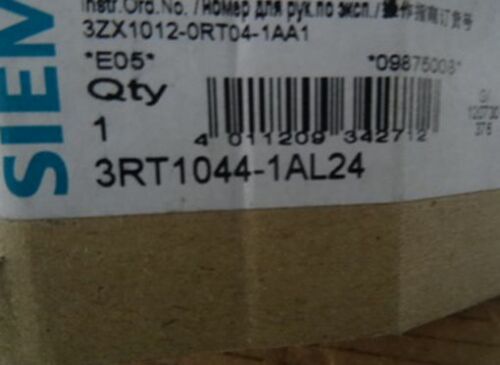 SIEM
Instr.Ord.No. /номер для рук.по эксп./操作指南订货号
3ZX1012-0RT04-1AA1
*E05* *09875008*
Qty
1
4 011209 342712
3RT1044-1AL24